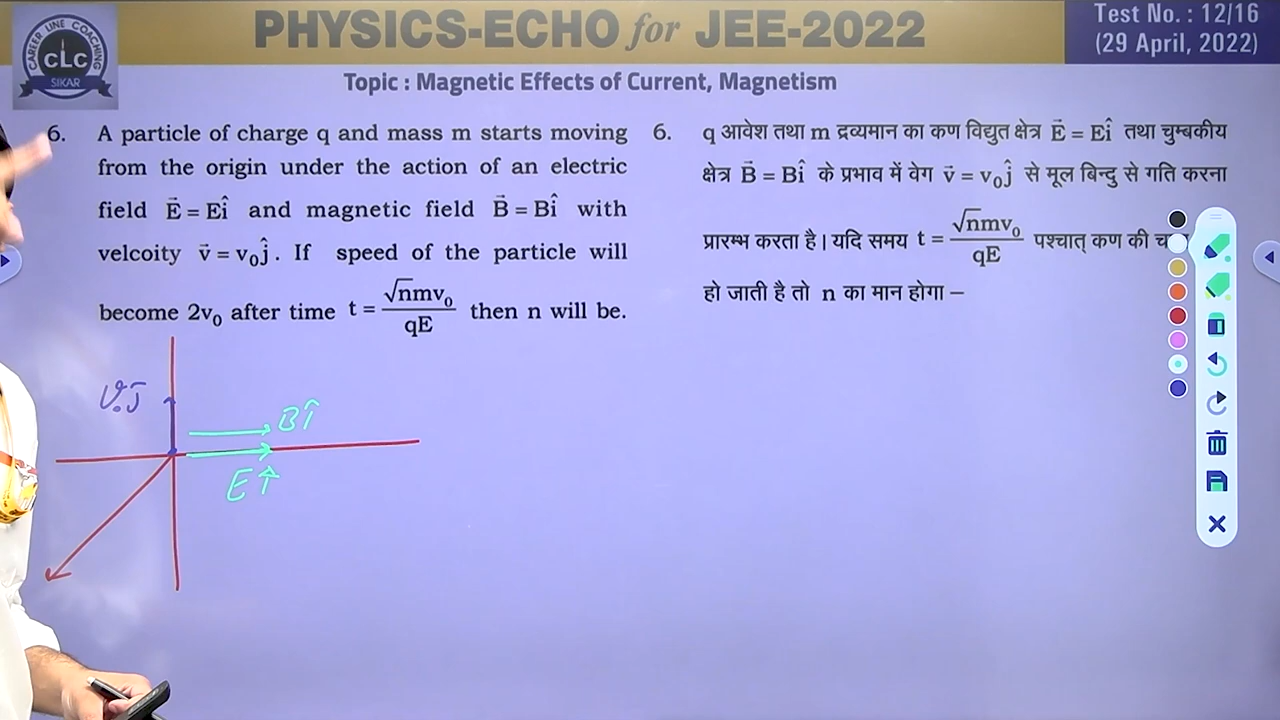 PHYSICS-ECHO for JEE-2022
Test No. : 12/16
(29 April, 2022)
CAREER LINE COACHING
CLC
SIKAR
Topic : Magnetic Effects of Current, Magnetism
6. A particle of charge q and mass m starts moving
from the origin under the action of an electric
field E⃗ = Eî and magnetic field B⃗ = Bî with
velcoity v⃗ = v₀ĵ. If speed of the particle will
become 2v₀ after time t = √n mv₀ / qE then n will be.
6. q आवेश तथा m द्रव्यमान का कण विद्युत क्षेत्र E⃗ = Eî तथा चुम्बकीय
क्षेत्र B⃗ = Bî के प्रभाव में वेग v⃗ = v₀ĵ से मूल बिन्दु से गति करना
प्रारम्भ करता है। यदि समय t = √n mv₀ / qE पश्चात् कण की
हो जाती है तो n का मान होगा –
V₀J
Bî
E